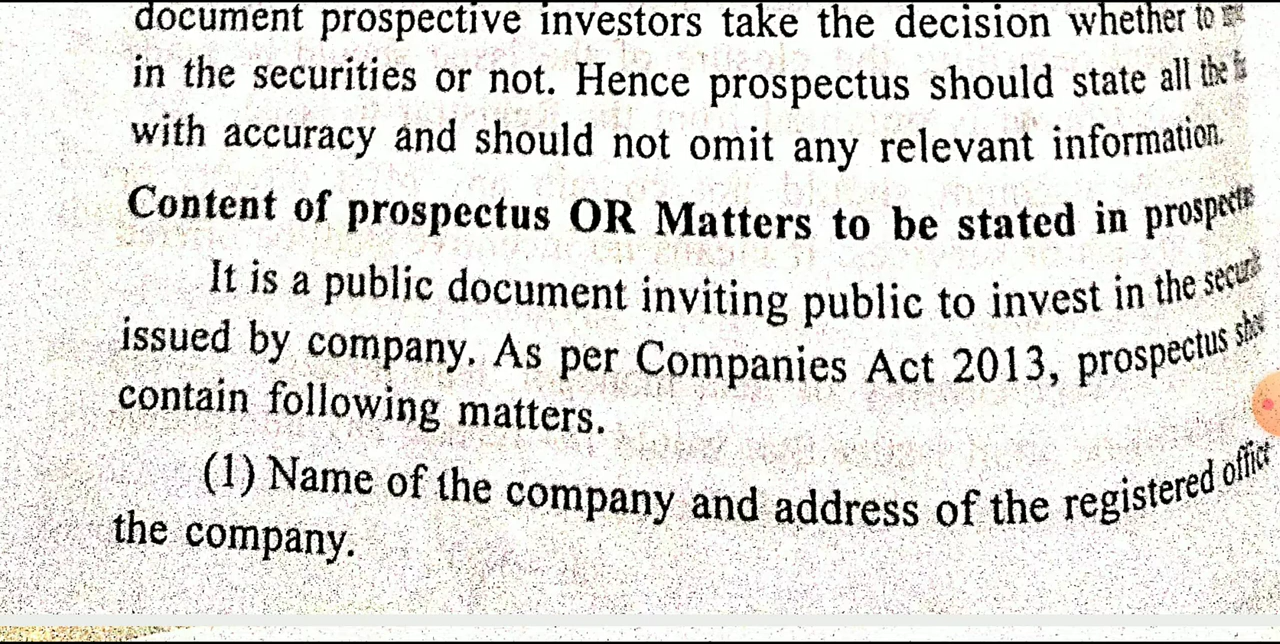 document prospective investors take the decision whether to
in the securities or not. Hence prospectus should state all the
with accuracy and should not omit any relevant information.
Content of prospectus OR Matters to be stated in
It is a public document inviting public to invest in the
issued by company. As per Companies Act 2013, prospectus
contain following matters.
(1) Name of the company and address of the registered
the company.